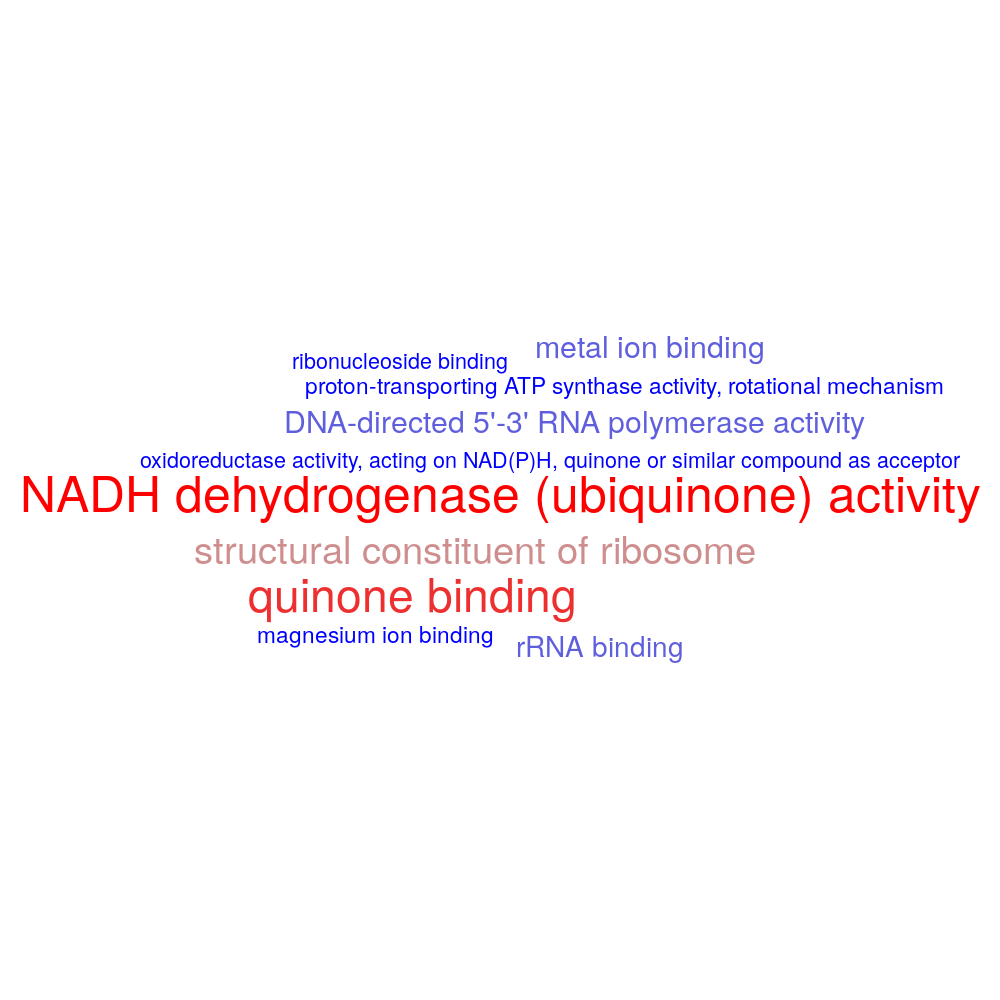 metal ion binding
ribonucleoside binding
proton-transporting ATP synthase activity, rotational mechanism
DNA-directed 5'-3' RNA polymerase activity
oxidoreductase activity, acting on NAD(P)H, quinone or similar compound as acceptor
NADH dehydrogenase (ubiquinone) activity
structural constituent of ribosome
quinone binding
magnesium ion binding
rRNA binding